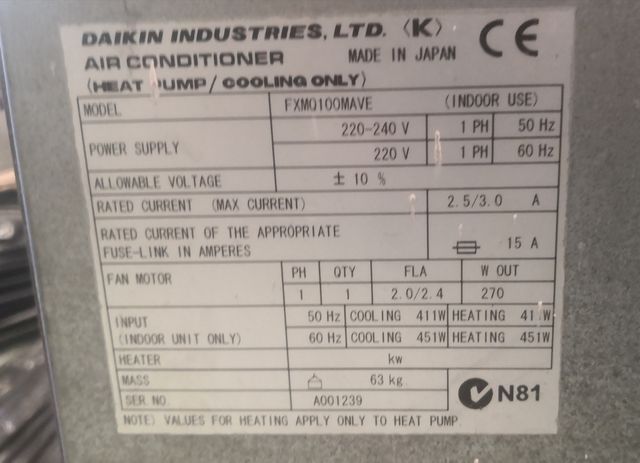 DAIKIN INDUSTRIES, LTD. (K)
AIR CONDITIONER MADE IN JAPAN CE
(HEAT PUMP/COOLING ONLY)
MODEL FXMQ100MAVE (INDOOR USE)
POWER SUPPLY 220-240 V 1 PH 50 Hz
220 V 1 PH 60 Hz
ALLOWABLE VOLTAGE ± 10 %
RATED CURRENT (MAX CURRENT) 2.5/3.0 A
RATED CURRENT OF THE APPROPRIATE
FUSE-LINK IN AMPERES 15 A
FAN MOTOR PH QTY FLA W OUT
1 1 2.0/2.4 270
INPUT 50 Hz COOLING 411W HEATING 411W
(INDOOR UNIT ONLY) 60 Hz COOLING 451W HEATING 451W
HEATER kw
MASS 63 kg
SER NO. A001239 N81
NOTE) VALUES FOR HEATING APPLY ONLY TO HEAT PUMP